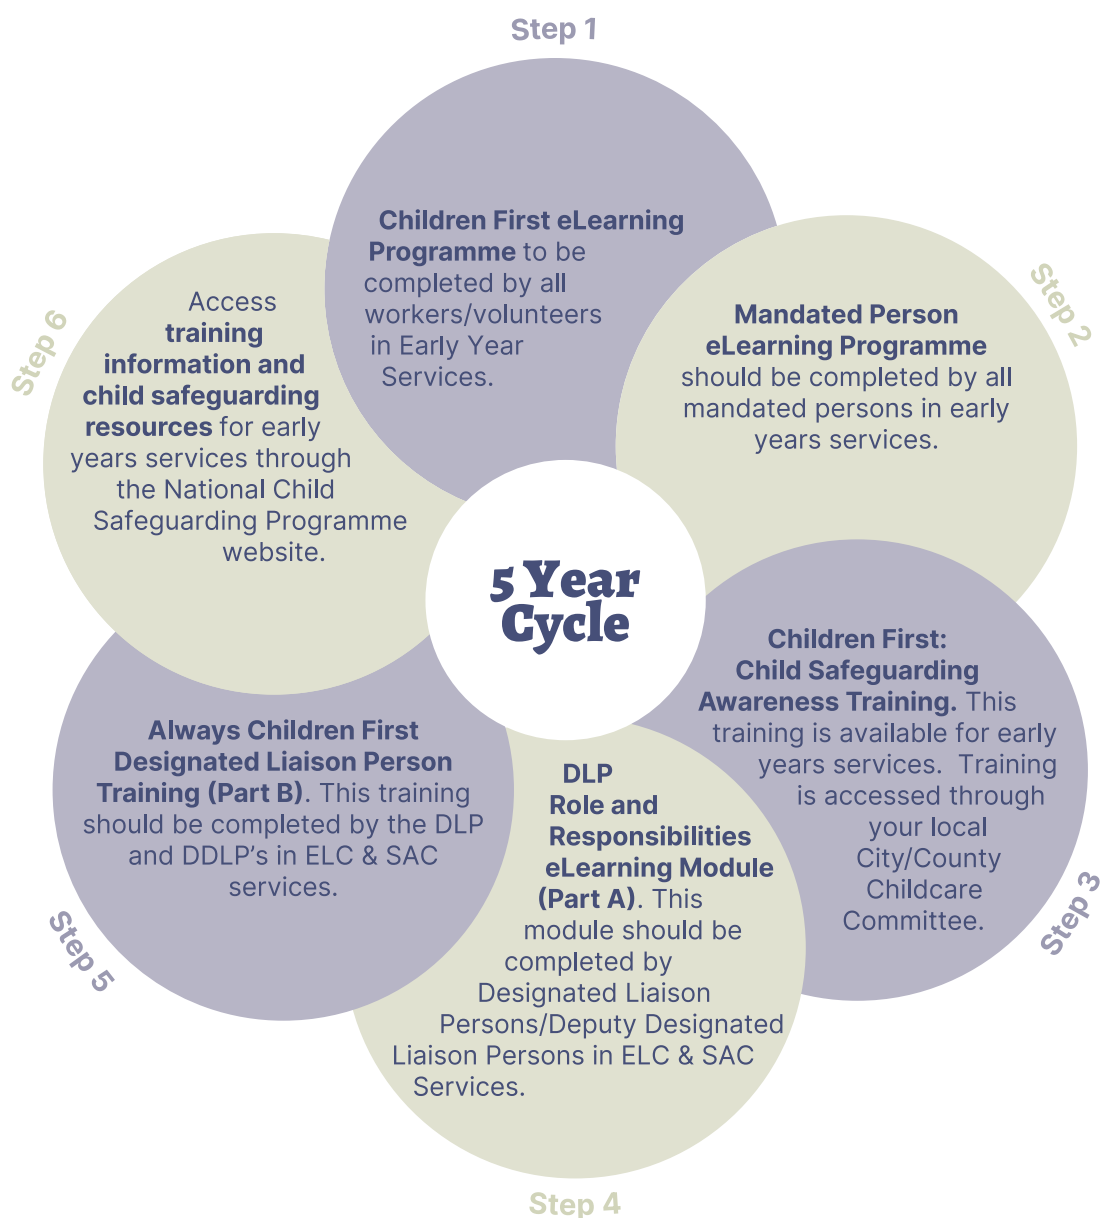 Step 1
Children First eLearning
Programme to be
completed by all
workers/volunteers
in Early Year
Services.
Step 2
Mandated Person
eLearning Programme
should be completed by all
mandated persons in early
years services.
Step 3
Children First:
Child Safeguarding
Awareness Training. This
training is available for early
years services. Training
is accessed through
your local
City/County
Childcare
Committee.
Step 4
DLP
Role and
Responsibilities
eLearning Module
(Part A). This
module should be
completed by
Designated Liaison
Persons/Deputy Designated
Liaison Persons in ELC & SAC
Services.
Step 5
Always Children First
Designated Liaison Person
Training (Part B). This training
should be completed by the DLP
and DDLP's in ELC & SAC
services.
Step 6
Access
training
information and
child safeguarding
resources for early
years services through
the National Child
Safeguarding Programme
website.
5 Year
Cycle